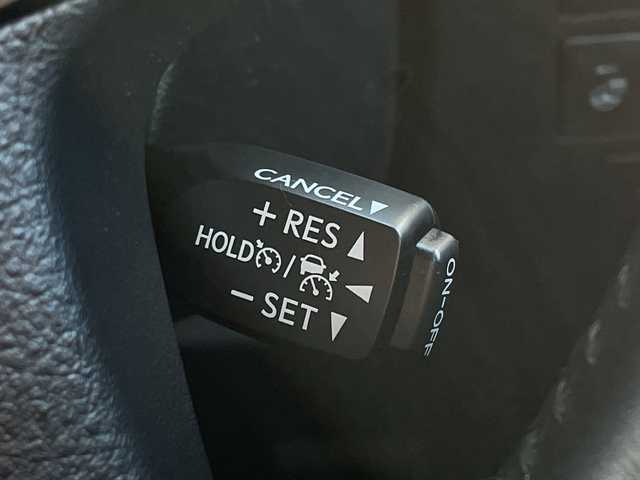 CANCEL▼
+ RES ▲
HOLD / ◀
− SET ▼
ON-OFF